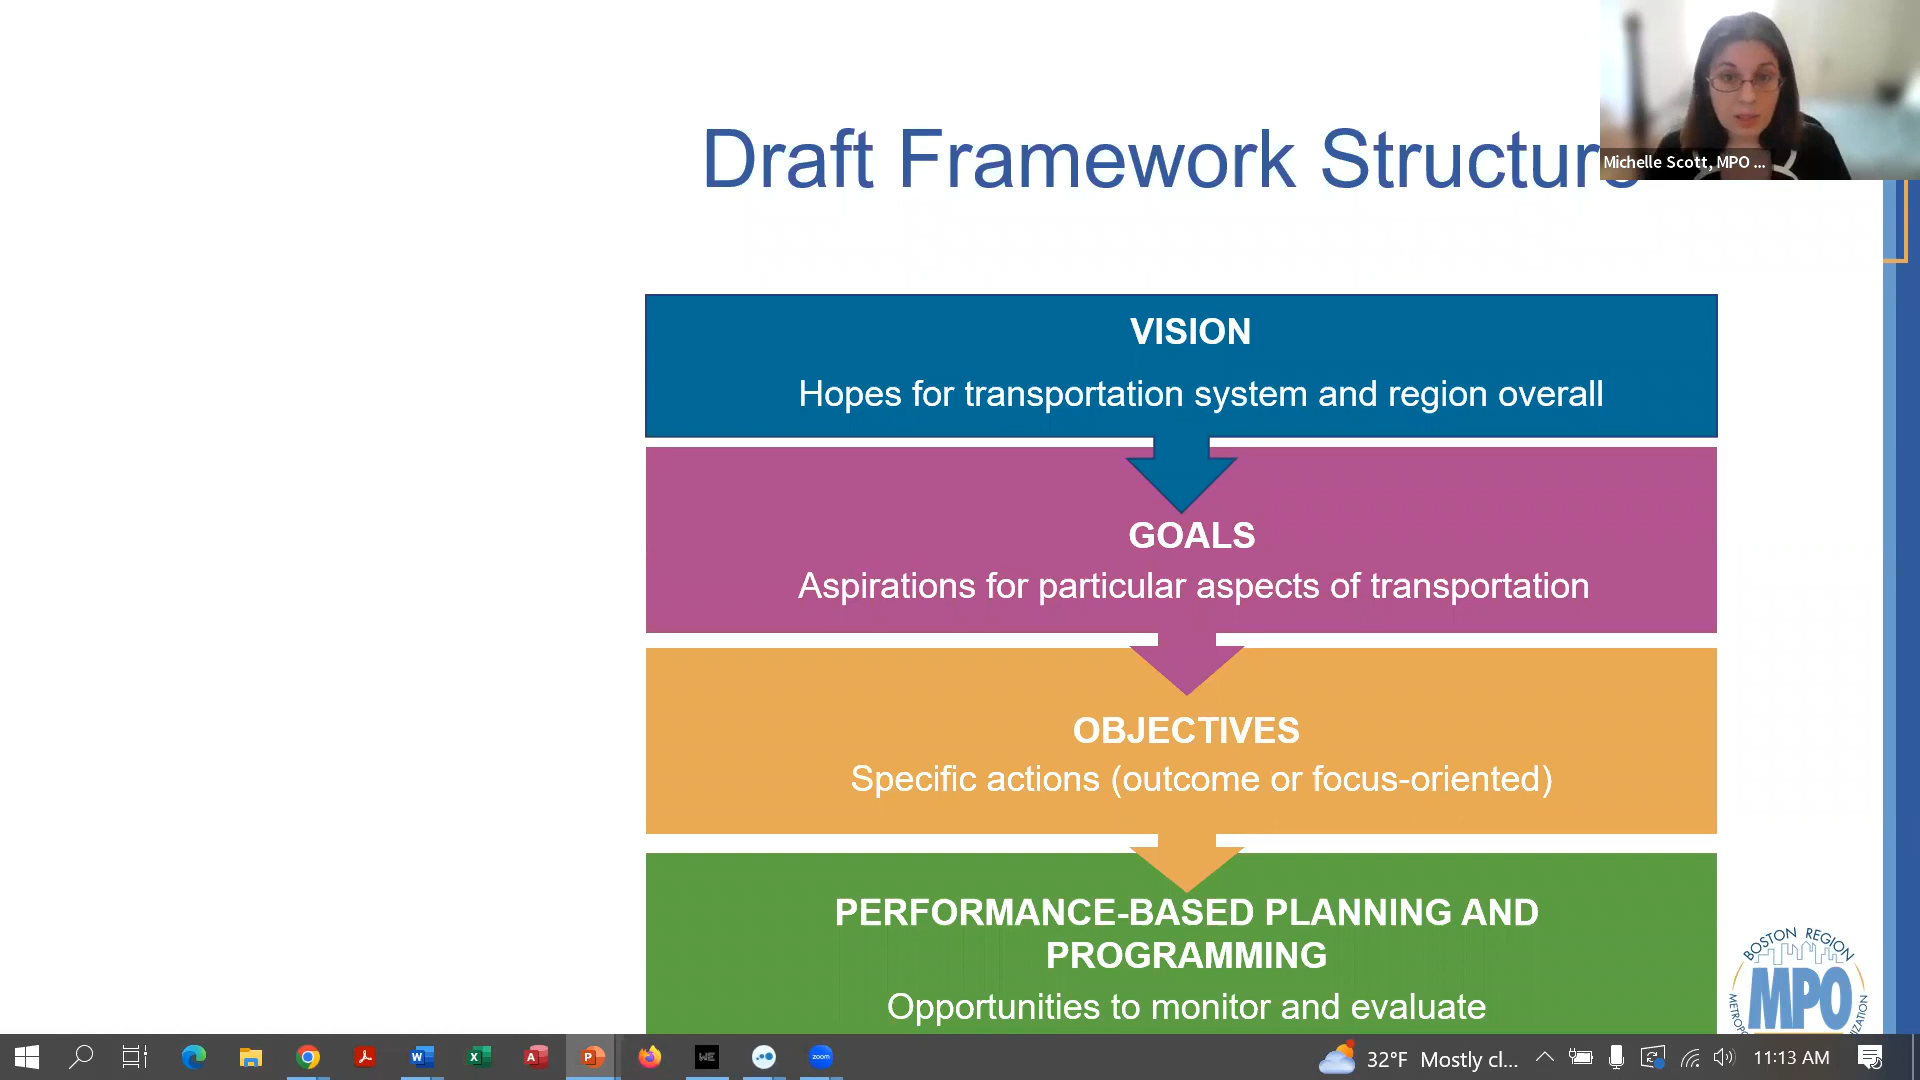 Draft Framework Structure
Michelle Scott, MPO ...
VISION
Hopes for transportation system and region overall
GOALS
Aspirations for particular aspects of transportation
OBJECTIVES
Specific actions (outcome or focus-oriented)
PERFORMANCE-BASED PLANNING AND
PROGRAMMING
Opportunities to monitor and evaluate
BOSTON REGION
MPO
WE
zoom
32°F Mostly cl...
11:13 AM